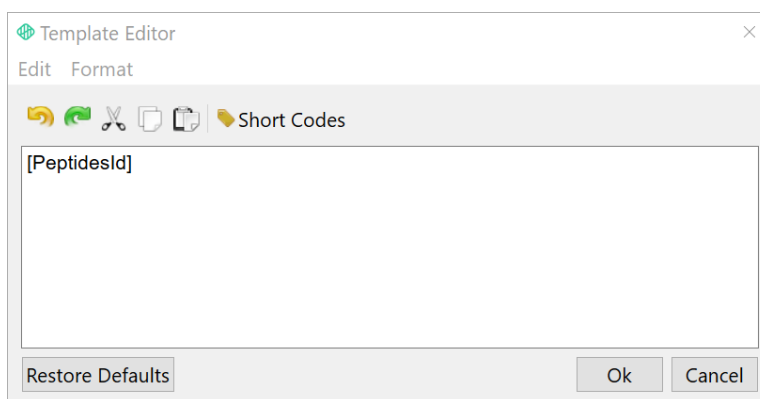 Template Editor
Edit Format
Short Codes
[PeptidesId]
Restore Defaults Ok Cancel